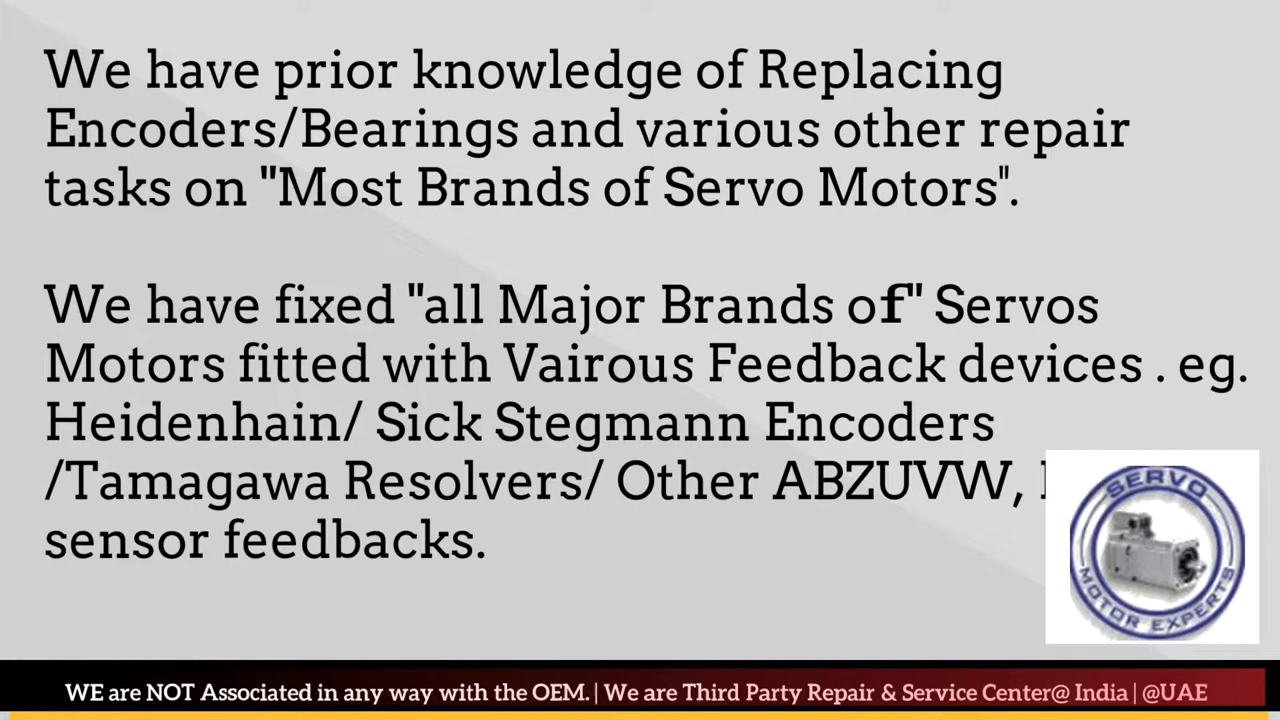 We have prior knowledge of Replacing
Encoders/Bearings and various other repair
tasks on "Most Brands of Servo Motors".
We have fixed "all Major Brands of" Servos
Motors fitted with Vairous Feedback devices . eg.
Heidenhain/ Sick Stegmann Encoders
/Tamagawa Resolvers/ Other ABZUVW,
sensor feedbacks.
SERVO
MOTOR EXPERTS
WE are NOT Associated in any way with the OEM. | We are Third Party Repair & Service Center@ India | @UAE